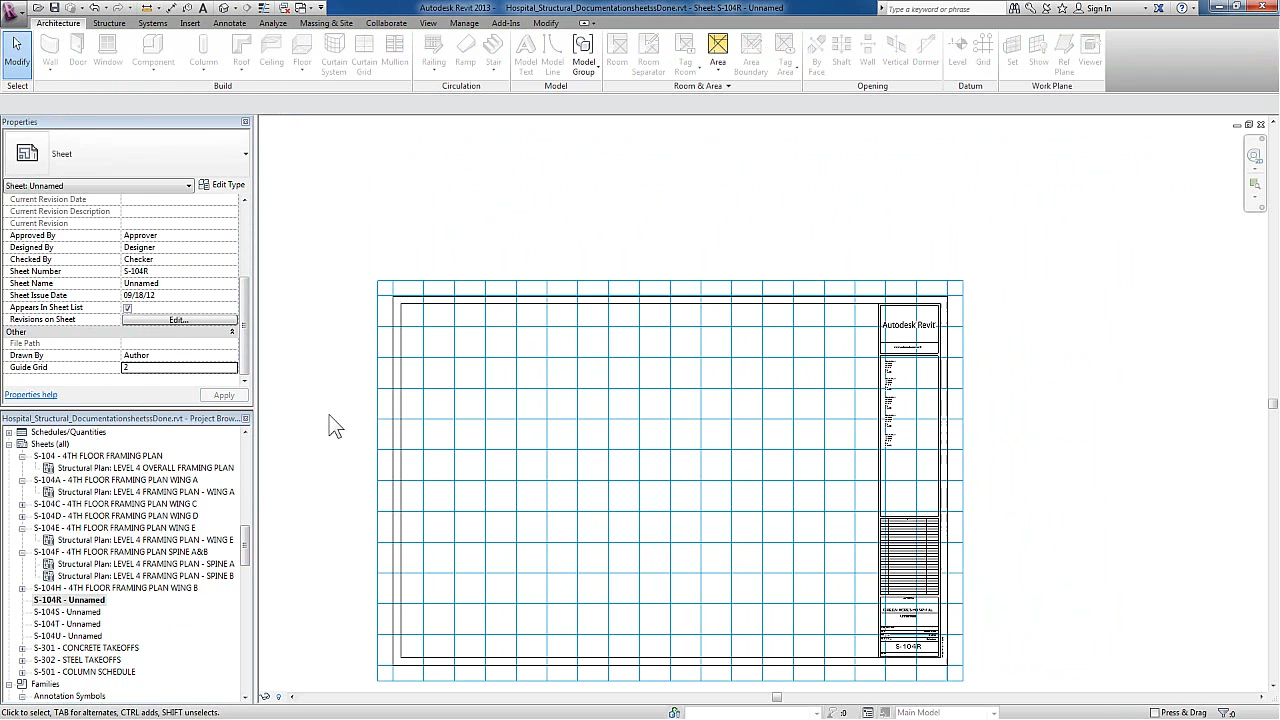 Autodesk Revit 2013 - Hospital_Structural_DocumentationsheetssDone.rvt - Sheet: S-104R - Unnamed
Type a keyword or phrase
Sign In
Architecture Structure Systems Insert Annotate Analyze Massing & Site Collaborate View Manage Add-Ins Modify
Modify
Wall
Door
Window
Component
Column
Roof
Ceiling
Floor
Curtain System
Curtain Grid
Mullion
Railing
Ramp
Stair
Model Text
Model Line
Model Group
Room
Room Separator
Tag Room
Area
Area Boundary
Tag Area
By Face
Shaft
Wall
Vertical
Dormer
Level
Grid
Set
Show
Ref Plane
Viewer
Select Build Circulation Model Room & Area Opening Datum Work Plane
Properties
Sheet
Sheet: Unnamed Edit Type
Current Revision Date
Current Revision Description
Current Revision
Approved By Approver
Designed By Designer
Checked By Checker
Sheet Number S-104R
Sheet Name Unnamed
Sheet Issue Date 09/18/12
Appears In Sheet List
Revisions on Sheet Edit...
Other
File Path
Drawn By Author
Guide Grid 2
Properties help Apply
Hospital_Structural_DocumentationsheetssDone.rvt - Project Brow...
Schedules/Quantities
Sheets (all)
S-104 - 4TH FLOOR FRAMING PLAN
Structural Plan: LEVEL 4 OVERALL FRAMING PLAN
S-104A - 4TH FLOOR FRAMING PLAN WING A
Structural Plan: LEVEL 4 FRAMING PLAN - WING A
S-104C - 4TH FLOOR FRAMING PLAN WING C
S-104D - 4TH FLOOR FRAMING PLAN WING D
S-104E - 4TH FLOOR FRAMING PLAN WING E
Structural Plan: LEVEL 4 FRAMING PLAN - WING E
S-104F - 4TH FLOOR FRAMING PLAN SPINE A&B
Structural Plan: LEVEL 4 FRAMING PLAN - SPINE A
Structural Plan: LEVEL 4 FRAMING PLAN - SPINE B
S-104H - 4TH FLOOR FRAMING PLAN WING B
S-104R - Unnamed
S-104S - Unnamed
S-104T - Unnamed
S-104U - Unnamed
S-301 - CONCRETE TAKEOFFS
S-302 - STEEL TAKEOFFS
S-501 - COLUMN SCHEDULE
Families
Annotation Symbols
Autodesk Revit
S-104R
Click to select, TAB for alternates, CTRL adds, SHIFT unselects.
:0
Main Model
Press & Drag
:0